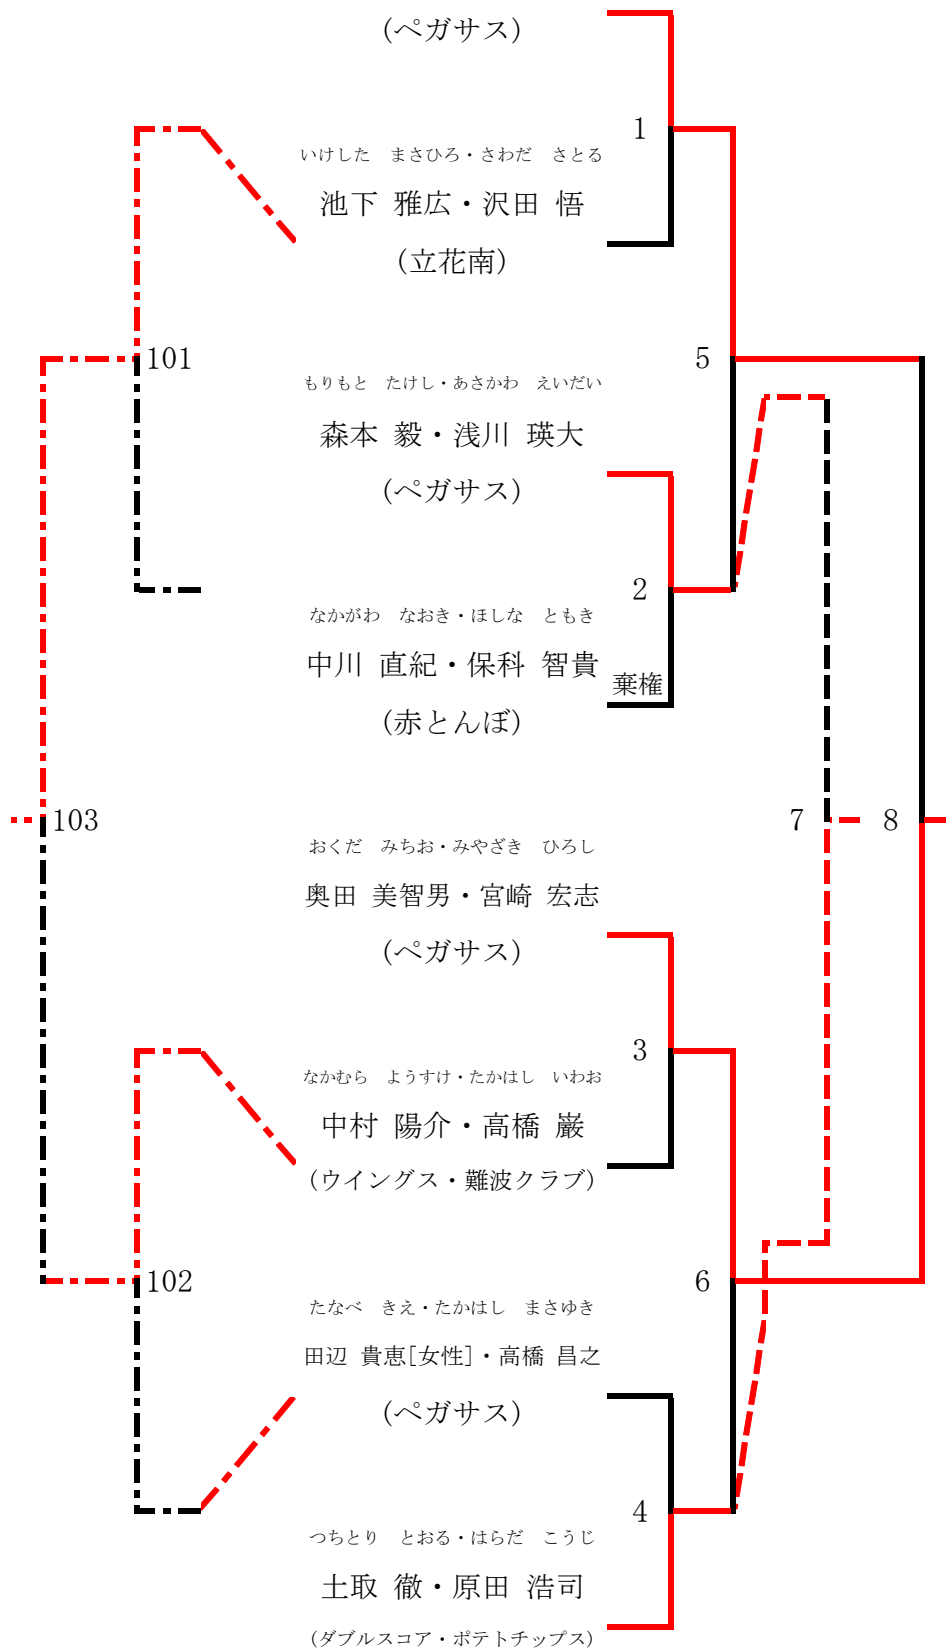 (ペガサス)
1
いけした　まさひろ・さわだ　さとる
池下 雅広・沢田 悟
(立花南)
101
5
もりもと　たけし・あさかわ　えいだい
森本 毅・浅川 瑛大
(ペガサス)
2
なかがわ　なおき・ほしな　ともき
中川 直紀・保科 智貴
棄権
(赤とんぼ)
103
7
8
おくだ　みちお・みやざき　ひろし
奥田 美智男・宮崎 宏志
(ペガサス)
3
なかむら　ようすけ・たかはし　いわお
中村 陽介・高橋 巌
(ウイングス・難波クラブ)
102
6
たなべ　きえ・たかはし　まさゆき
田辺 貴恵[女性]・高橋 昌之
(ペガサス)
4
つちとり　とおる・はらだ　こうじ
土取 徹・原田 浩司
(ダブルスコア・ポテトチップス)